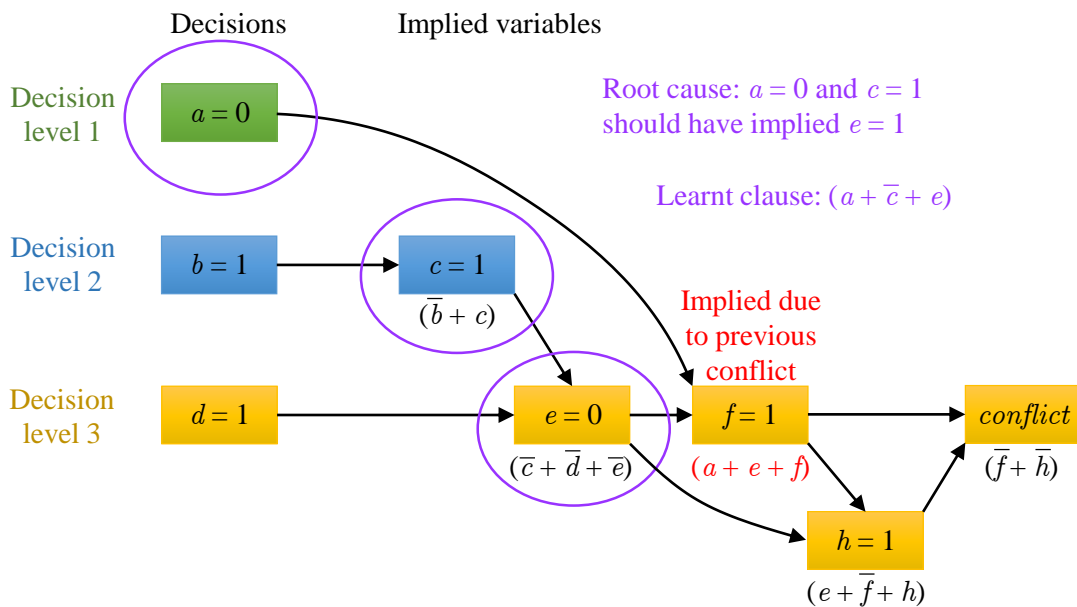 Decisions
Implied variables
Decision
level 1
a = 0
Root cause: a = 0 and c = 1
should have implied e = 1
Learnt clause: (a + c̅ + e)
Decision
level 2
b = 1
c = 1
(b̅ + c)
Implied due
to previous
conflict
Decision
level 3
d = 1
e = 0
f = 1
conflict
(c̅ + d̅ + e̅)
(a + e + f)
(f̅ + h̅)
h = 1
(e + f̅ + h)